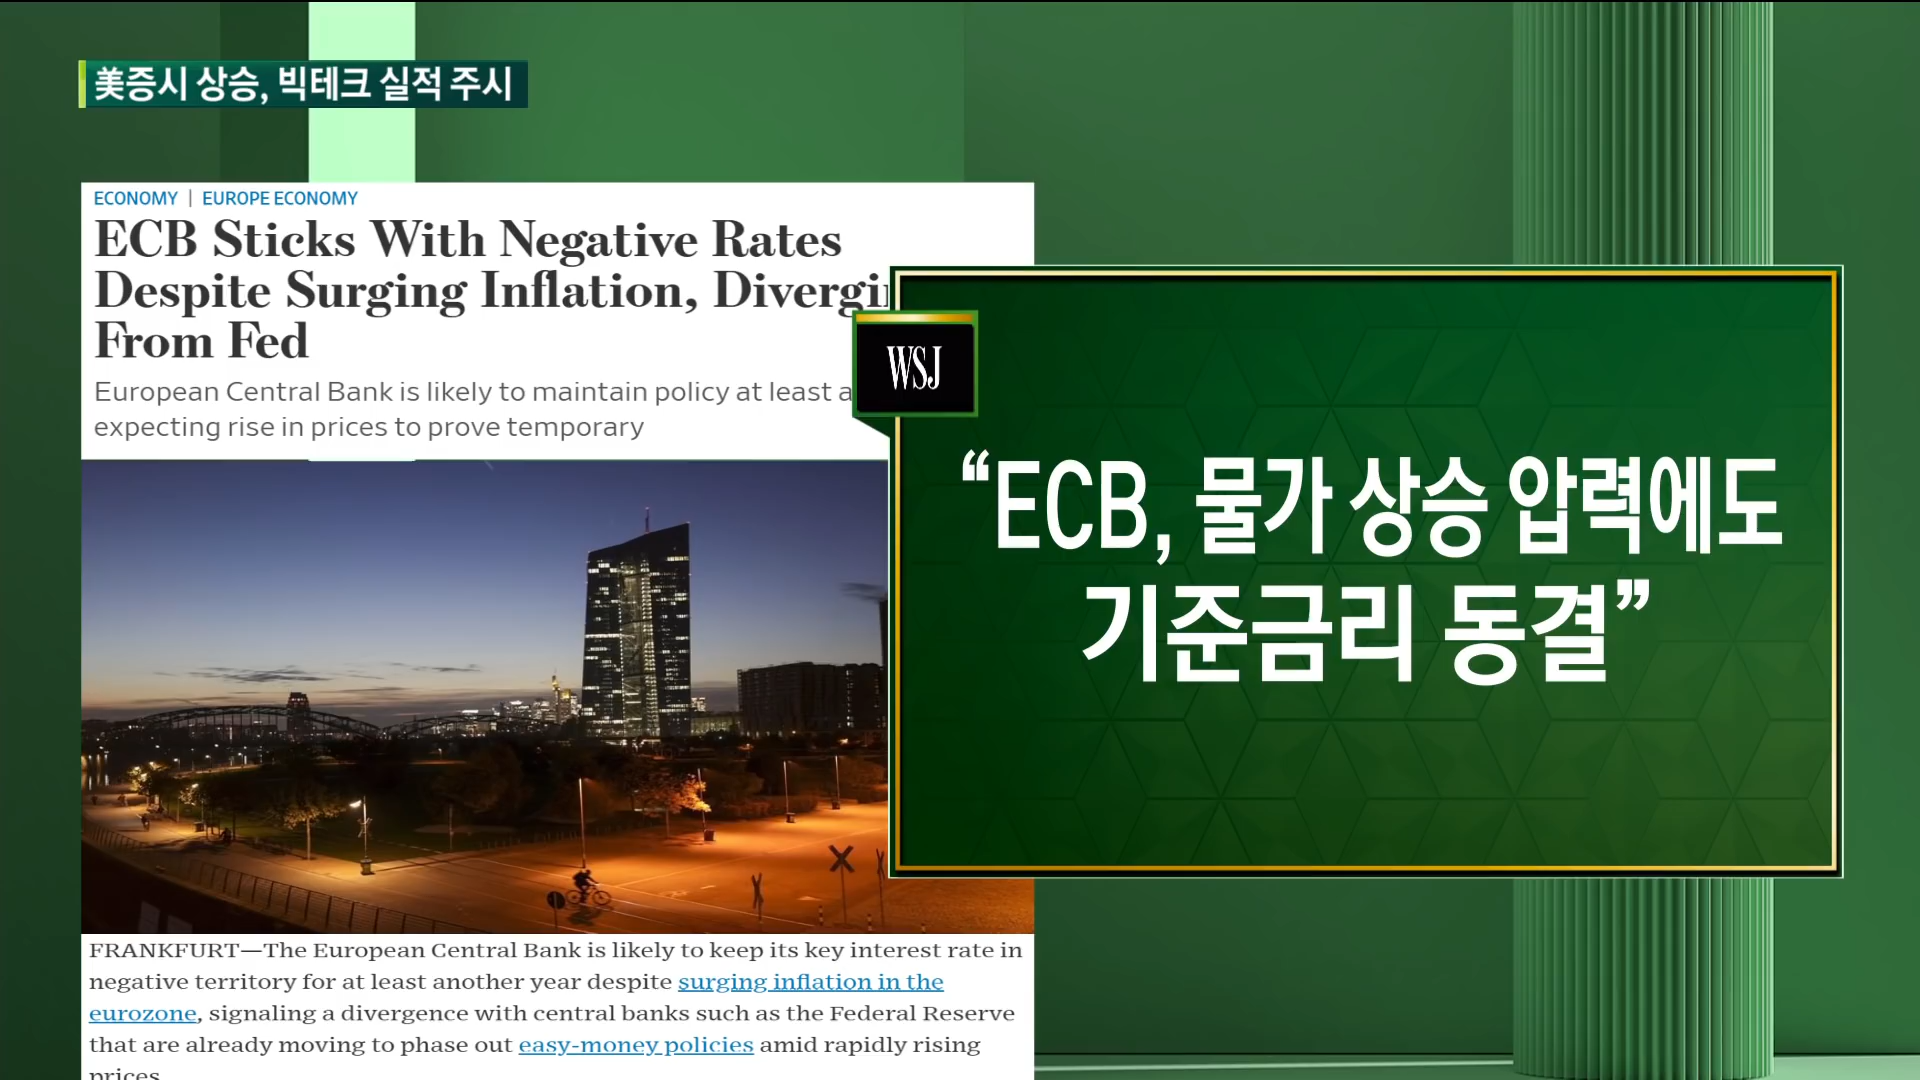 美증시 상승, 빅테크 실적 주시
ECONOMY | EUROPE ECONOMY
ECB Sticks With Negative Rates
Despite Surging Inflation,
From Fed
European Central Bank is likely to maintain policy at least
expecting rise in prices to prove temporary
WSJ
“ECB, 물가 상승 압력에도
기준금리 동결”
FRANKFURT—The European Central Bank is likely to keep its key interest rate in
negative territory for at least another year despite surging inflation in the
eurozone, signaling a divergence with central banks such as the Federal Reserve
that are already moving to phase out easy-money policies amid rapidly rising
prices.